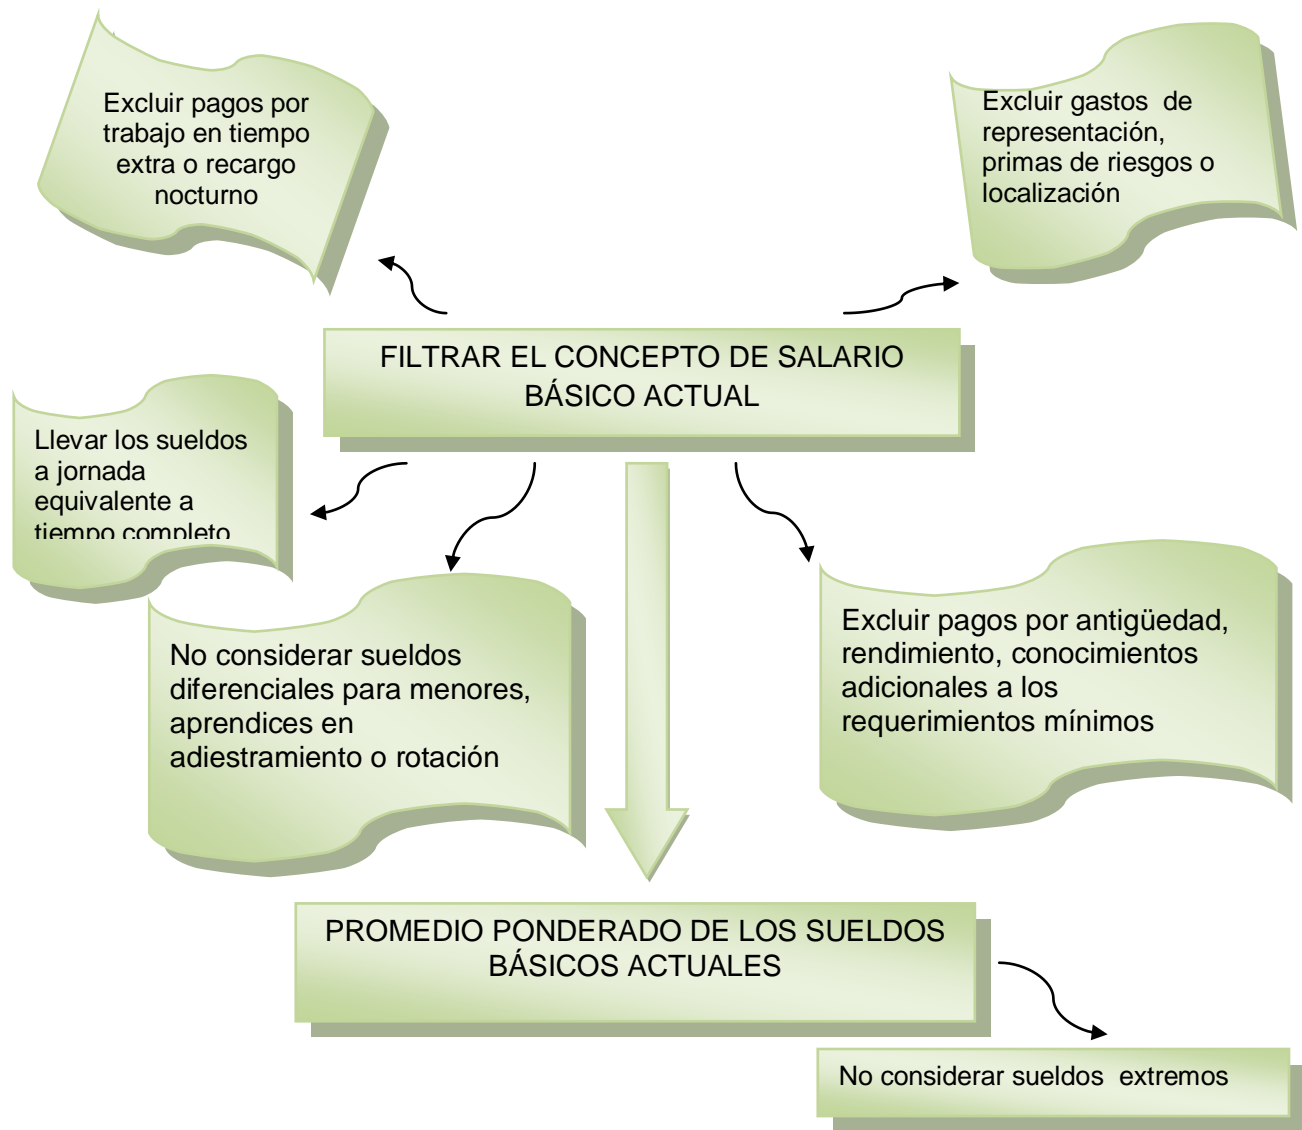 Excluir pagos por
trabajo en tiempo
extra o recargo
nocturno
Excluir gastos de
representación,
primas de riesgos o
localización
FILTRAR EL CONCEPTO DE SALARIO
BÁSICO ACTUAL
Llevar los sueldos
a jornada
equivalente a
tiempo completo
No considerar sueldos
diferenciales para menores,
aprendices en
adiestramiento o rotación
Excluir pagos por antigüedad,
rendimiento, conocimientos
adicionales a los
requerimientos mínimos
PROMEDIO PONDERADO DE LOS SUELDOS
BÁSICOS ACTUALES
No considerar sueldos extremos